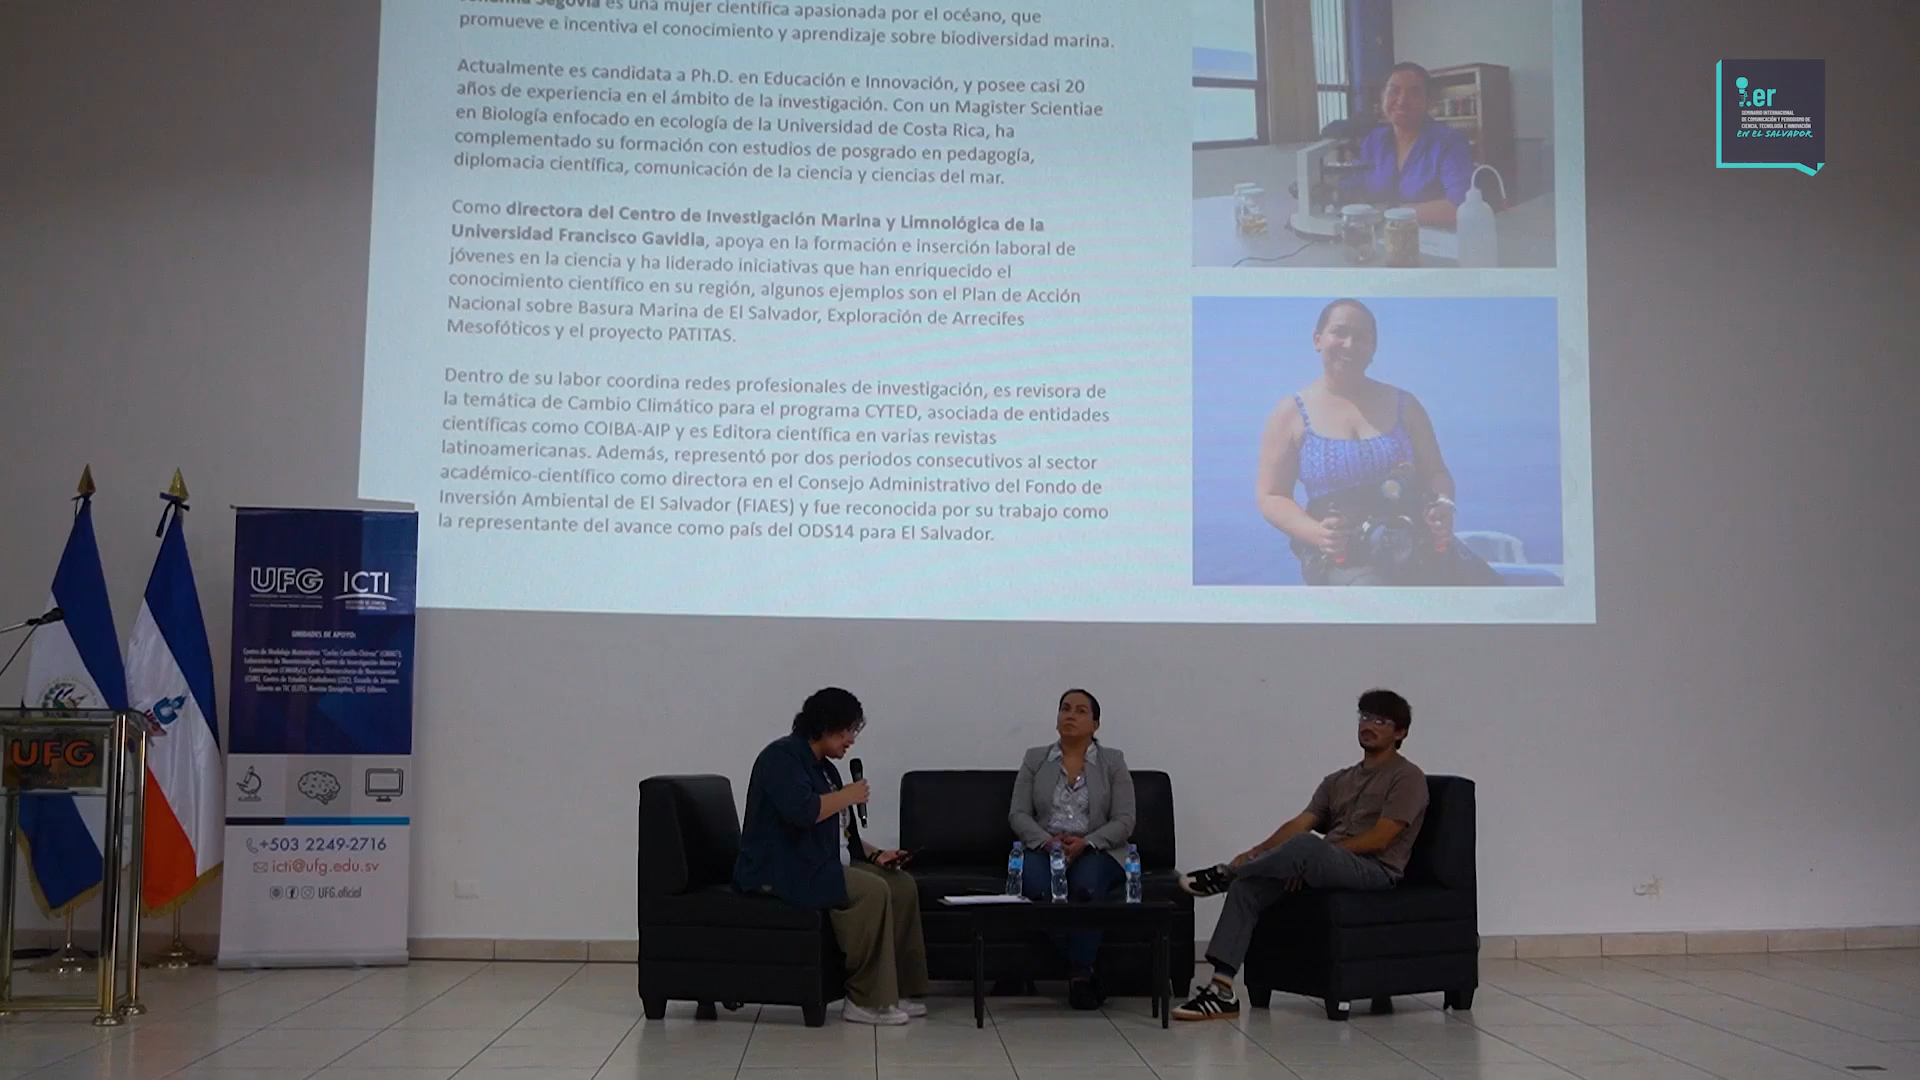 Segovia es una mujer científica apasionada por el océano, que
promueve e incentiva el conocimiento y aprendizaje sobre biodiversidad marina.
Actualmente es candidata a Ph.D. en Educación e Innovación, y posee casi 20
años de experiencia en el ámbito de la investigación. Con un Magister Scientiae
en Biología enfocado en ecología de la Universidad de Costa Rica, ha
complementado su formación con estudios de posgrado en pedagogía,
diplomacia científica, comunicación de la ciencia y ciencias del mar.
Como directora del Centro de Investigación Marina y Limnológica de la
Universidad Francisco Gavidia, apoya en la formación e inserción laboral de
jóvenes en la ciencia y ha liderado iniciativas que han enriquecido el
conocimiento científico en su región, algunos ejemplos son el Plan de Acción
Nacional sobre Basura Marina de El Salvador, Exploración de Arrecifes
Mesofóticos y el proyecto PATITAS.
Dentro de su labor coordina redes profesionales de investigación, es revisora de
la temática de Cambio Climático para el programa CYTED, asociada de entidades
científicas como COIBA-AIP y es Editora científica en varias revistas
latinoamericanas. Además, representó por dos periodos consecutivos al sector
académico-científico como directora en el Consejo Administrativo del Fondo de
Inversión Ambiental de El Salvador (FIAES) y fue reconocida por su trabajo como
la representante del avance como país del ODS14 para El Salvador.
i.er
SEMINARIO INTERNACIONAL
DE COMUNICACIÓN Y PERIODISMO DE
CIENCIA, TECNOLOGÍA E INNOVACIÓN
EN EL SALVADOR
UFG ICTI
UNIDADES DE APOYO:
+503 2249-2716
icti@ufg.edu.sv
UFG.oficial
UFG